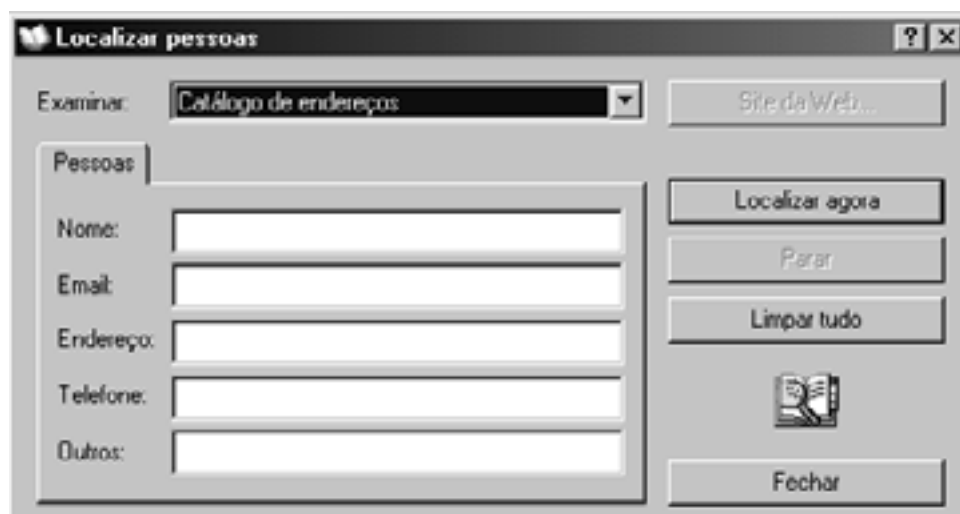 Localizar pessoas
Examinar: Catálogo de endereços
Site da Web...
Pessoas
Nome:
Email:
Endereço:
Telefone:
Outros:
Localizar agora
Parar
Limpar tudo
Fechar